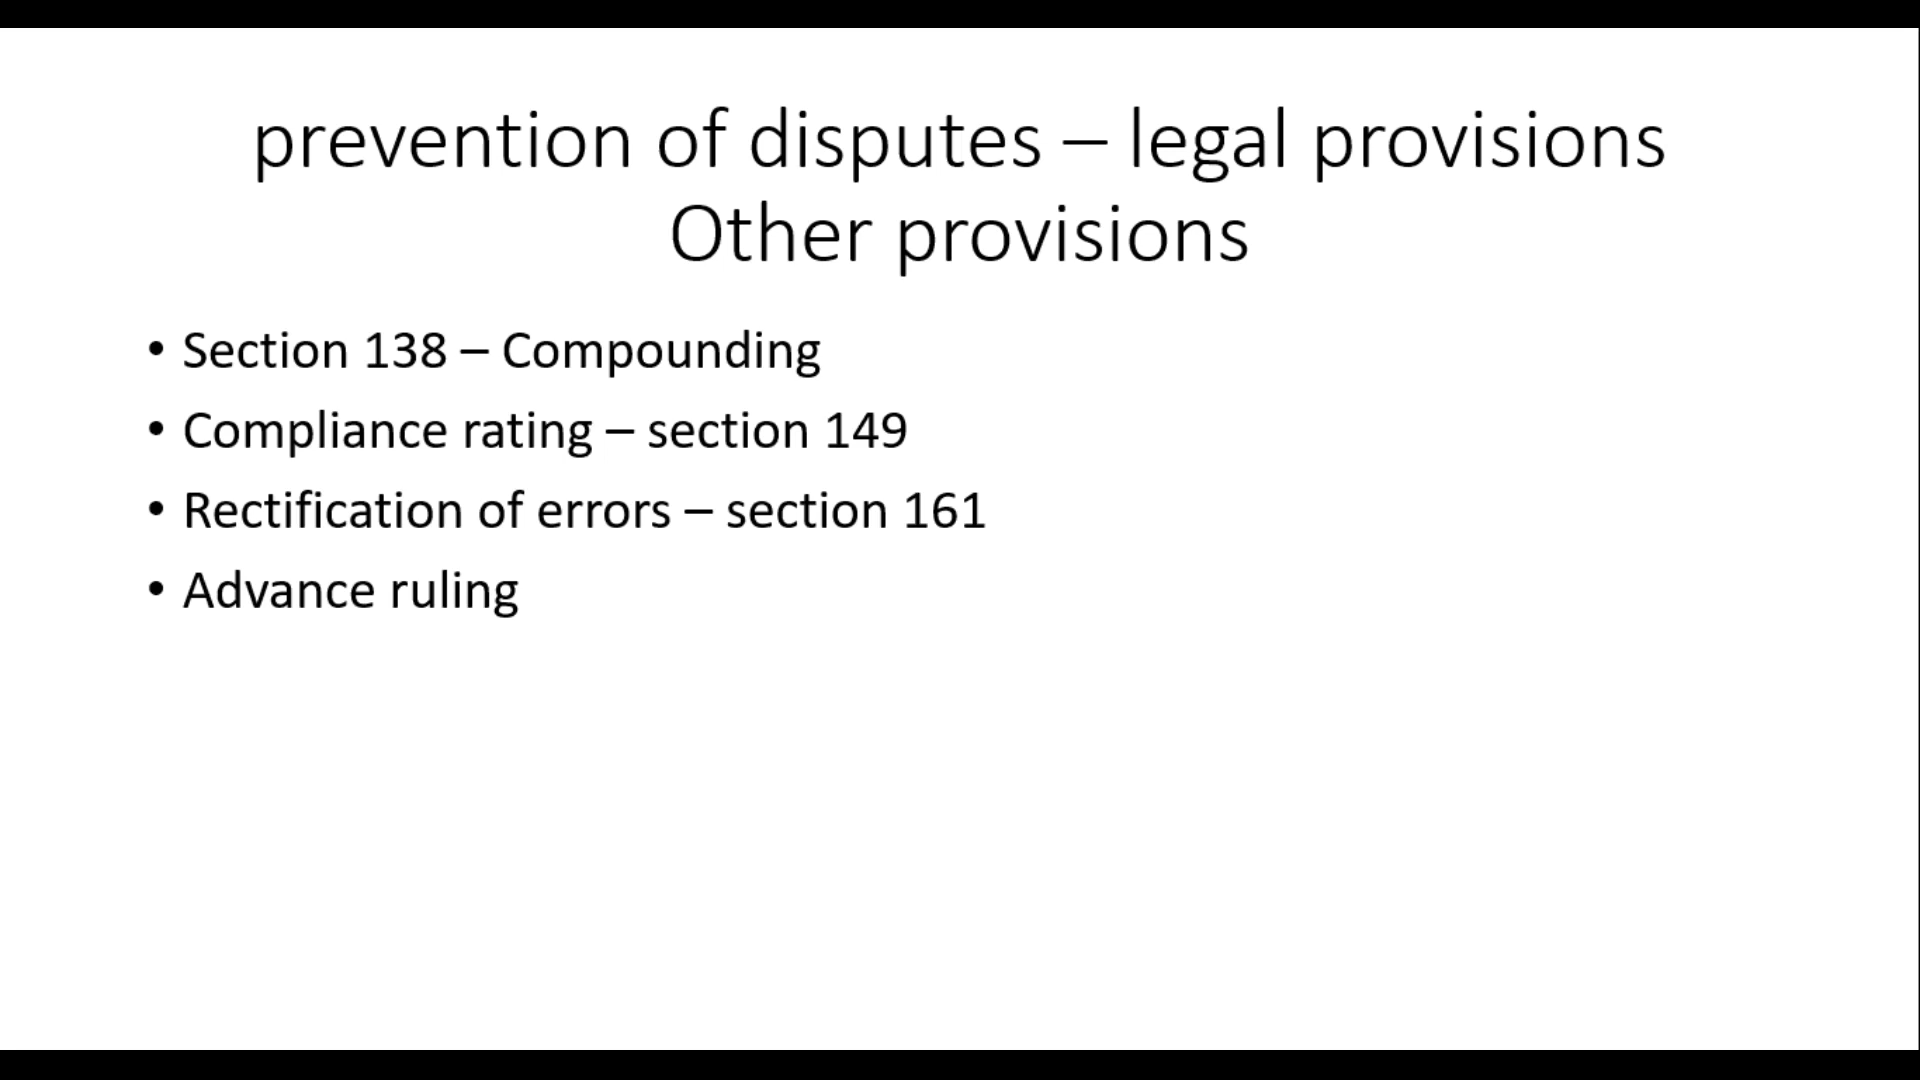 prevention of disputes – legal provisions
Other provisions
• Section 138 – Compounding
• Compliance rating – section 149
• Rectification of errors – section 161
• Advance ruling